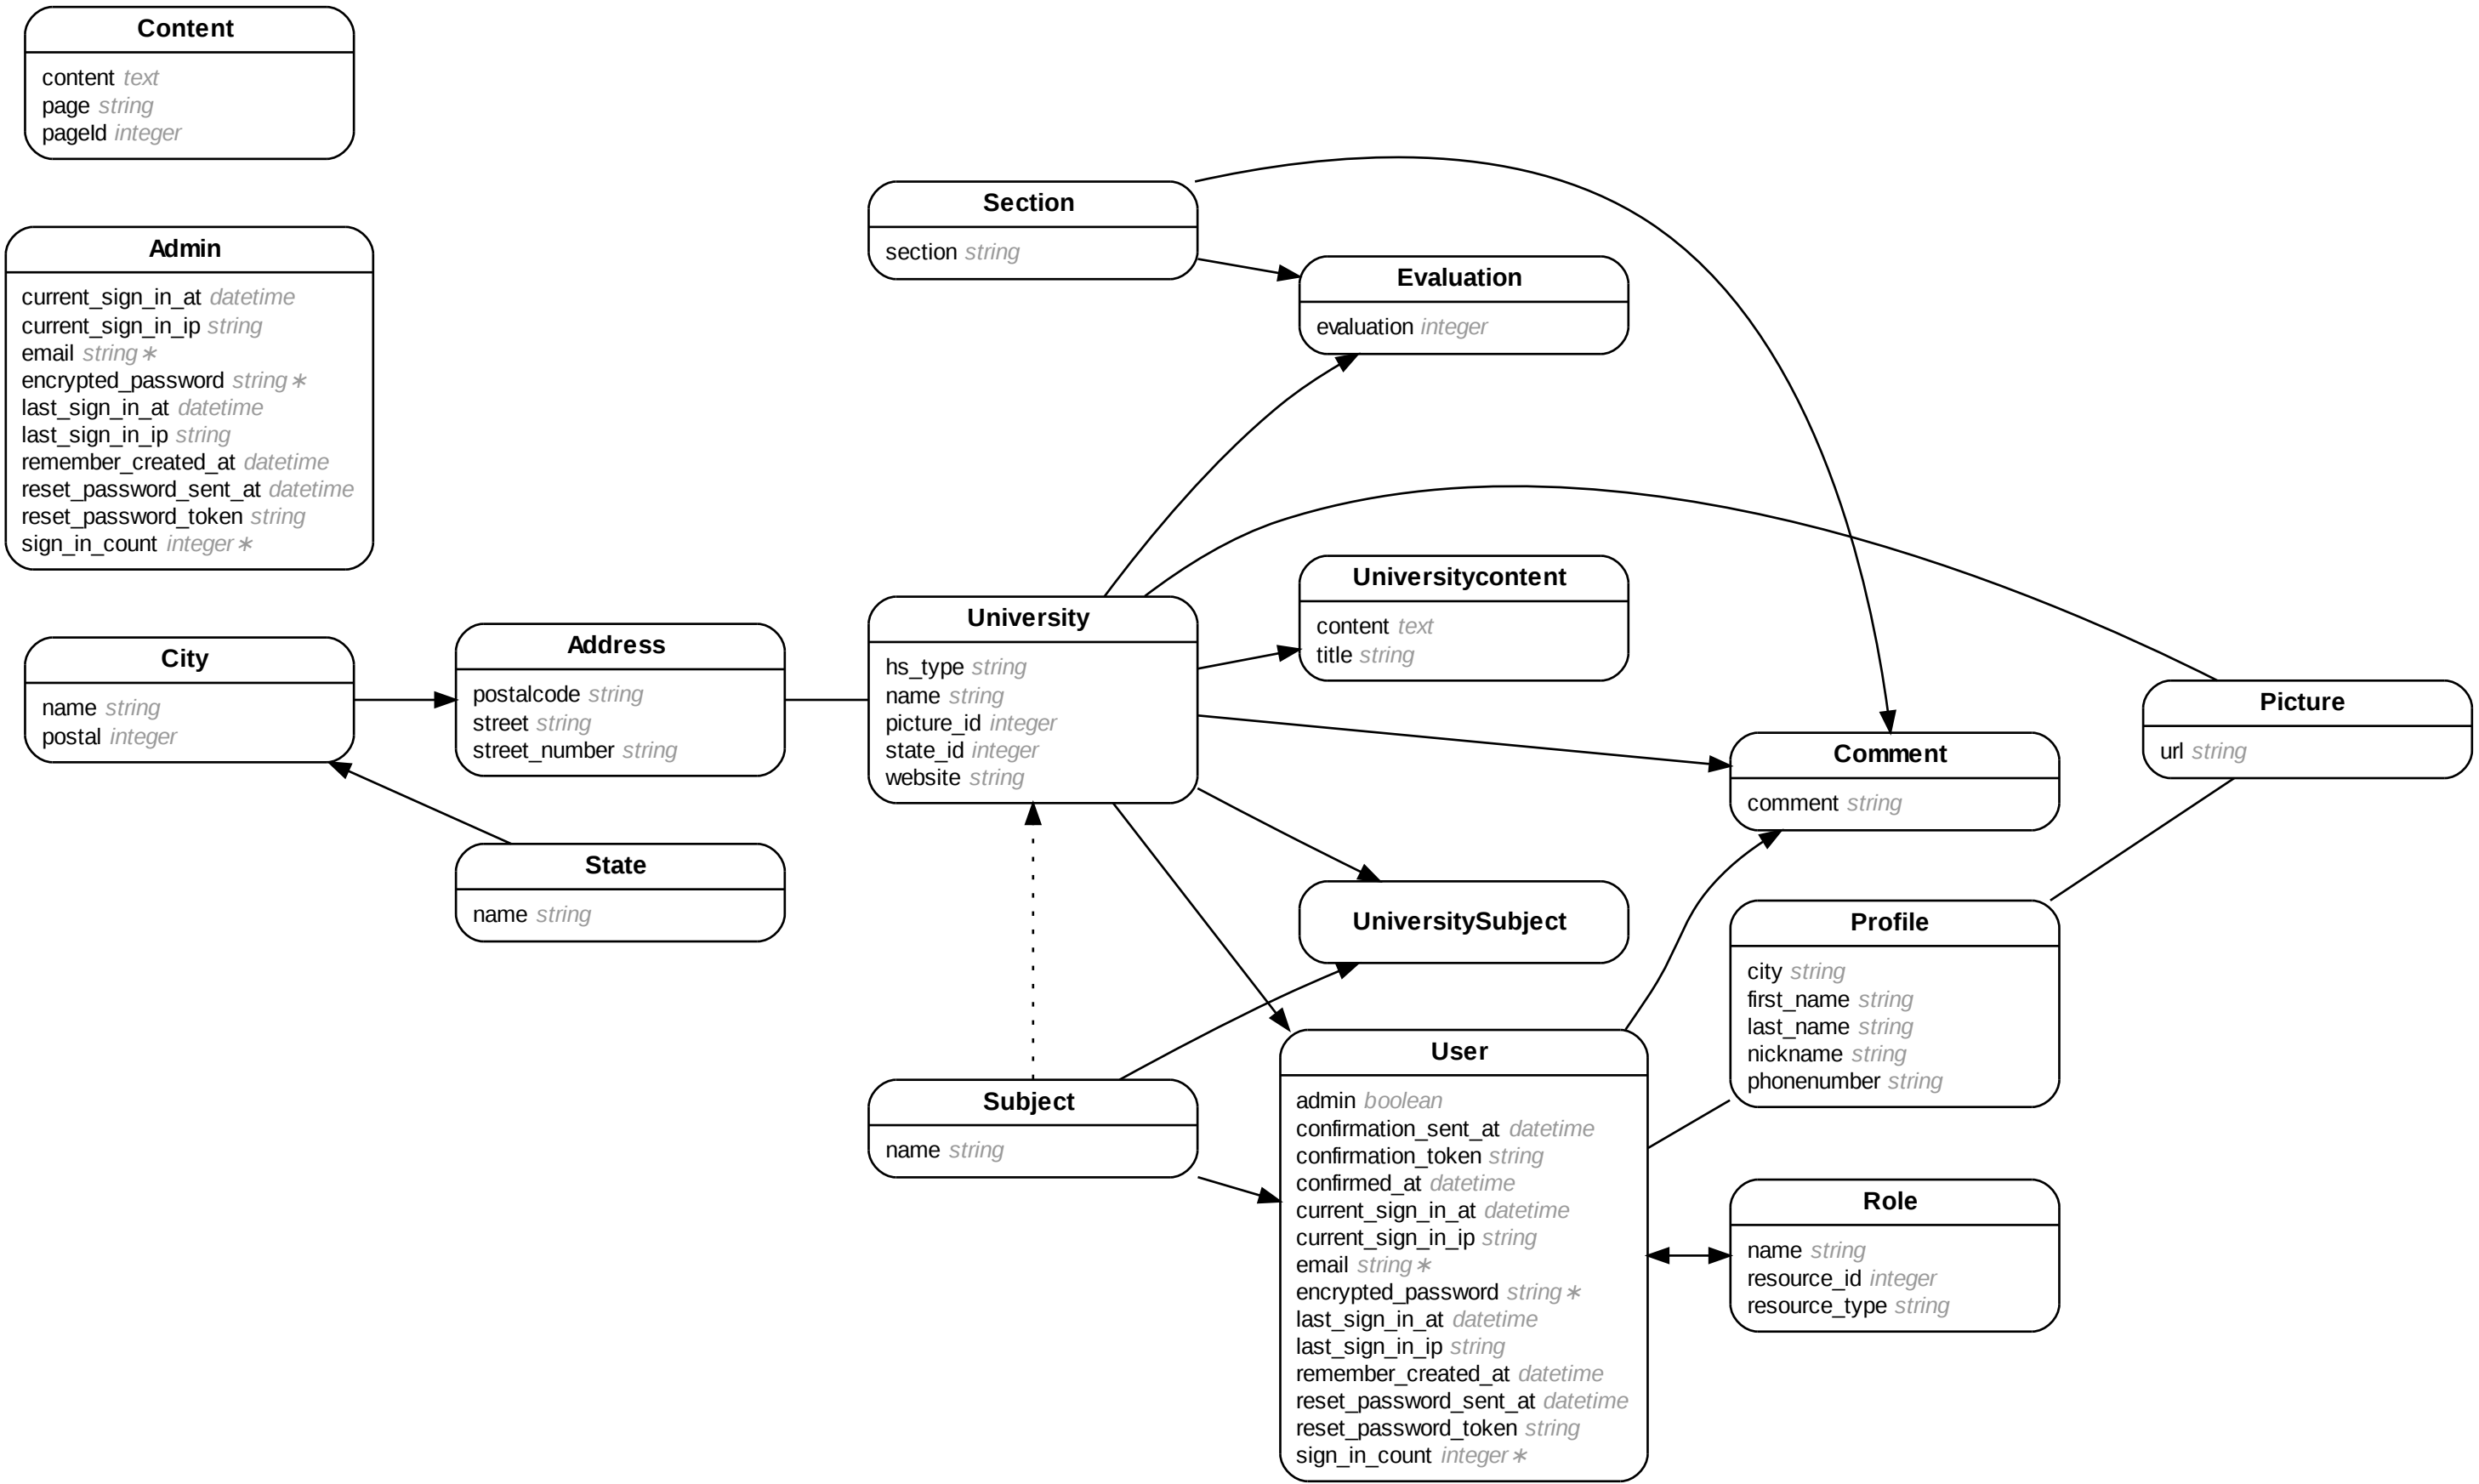 Content
content text
page string
pageId integer
Admin
current_sign_in_at datetime
current_sign_in_ip string
email string∗
encrypted_password string∗
last_sign_in_at datetime
last_sign_in_ip string
remember_created_at datetime
reset_password_sent_at datetime
reset_password_token string
sign_in_count integer∗
City
name string
postal integer
Address
postalcode string
street string
street_number string
State
name string
Section
section string
University
hs_type string
name string
picture_id integer
state_id integer
website string
Subject
name string
Evaluation
evaluation integer
Universitycontent
content text
title string
UniversitySubject
User
admin boolean
confirmation_sent_at datetime
confirmation_token string
confirmed_at datetime
current_sign_in_at datetime
current_sign_in_ip string
email string∗
encrypted_password string∗
last_sign_in_at datetime
last_sign_in_ip string
remember_created_at datetime
reset_password_sent_at datetime
reset_password_token string
sign_in_count integer∗
Comment
comment string
Profile
city string
first_name string
last_name string
nickname string
phonenumber string
Role
name string
resource_id integer
resource_type string
Picture
url string